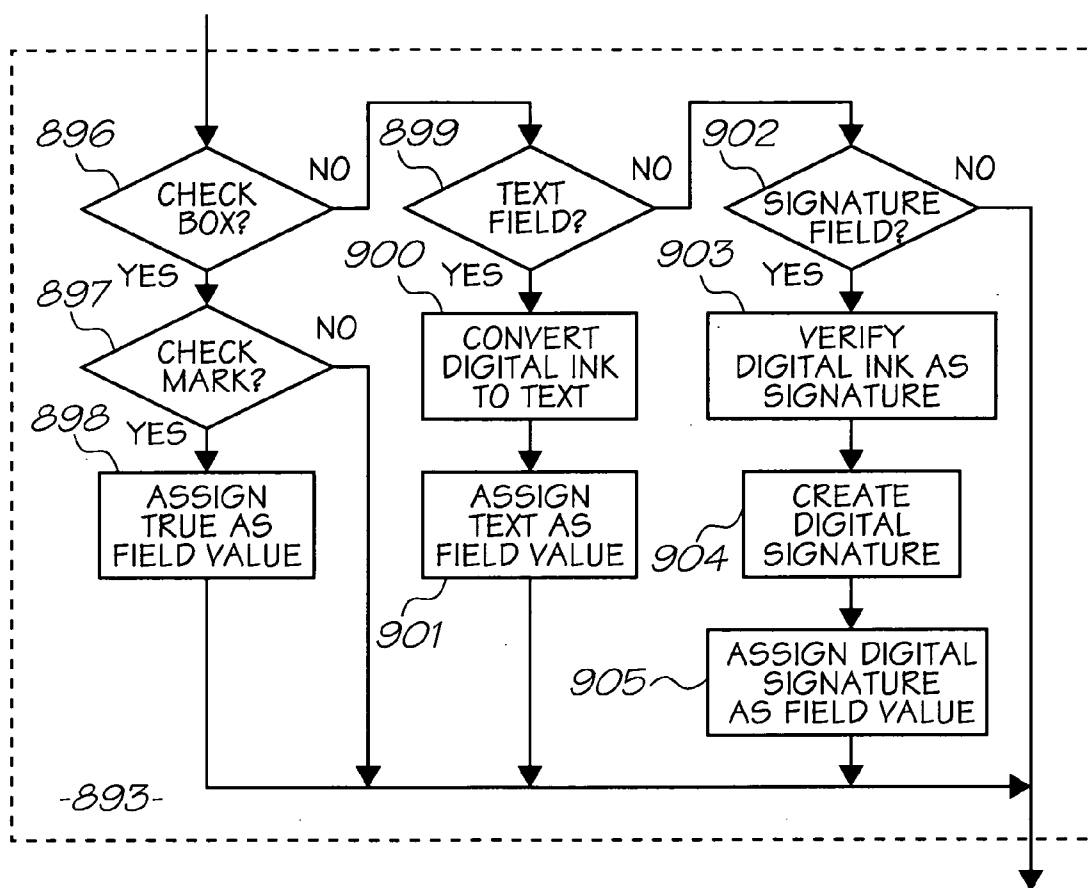 896
CHECK
BOX?
NO
YES
897
CHECK
MARK?
NO
YES
898
ASSIGN
TRUE AS
FIELD VALUE
899
TEXT
FIELD?
NO
YES
900
CONVERT
DIGITAL INK
TO TEXT
ASSIGN
TEXT AS
FIELD VALUE
901
902
SIGNATURE
FIELD?
NO
YES
903
VERIFY
DIGITAL INK AS
SIGNATURE
CREATE
DIGITAL
SIGNATURE
904
ASSIGN DIGITAL
SIGNATURE
AS FIELD VALUE
905
-893-